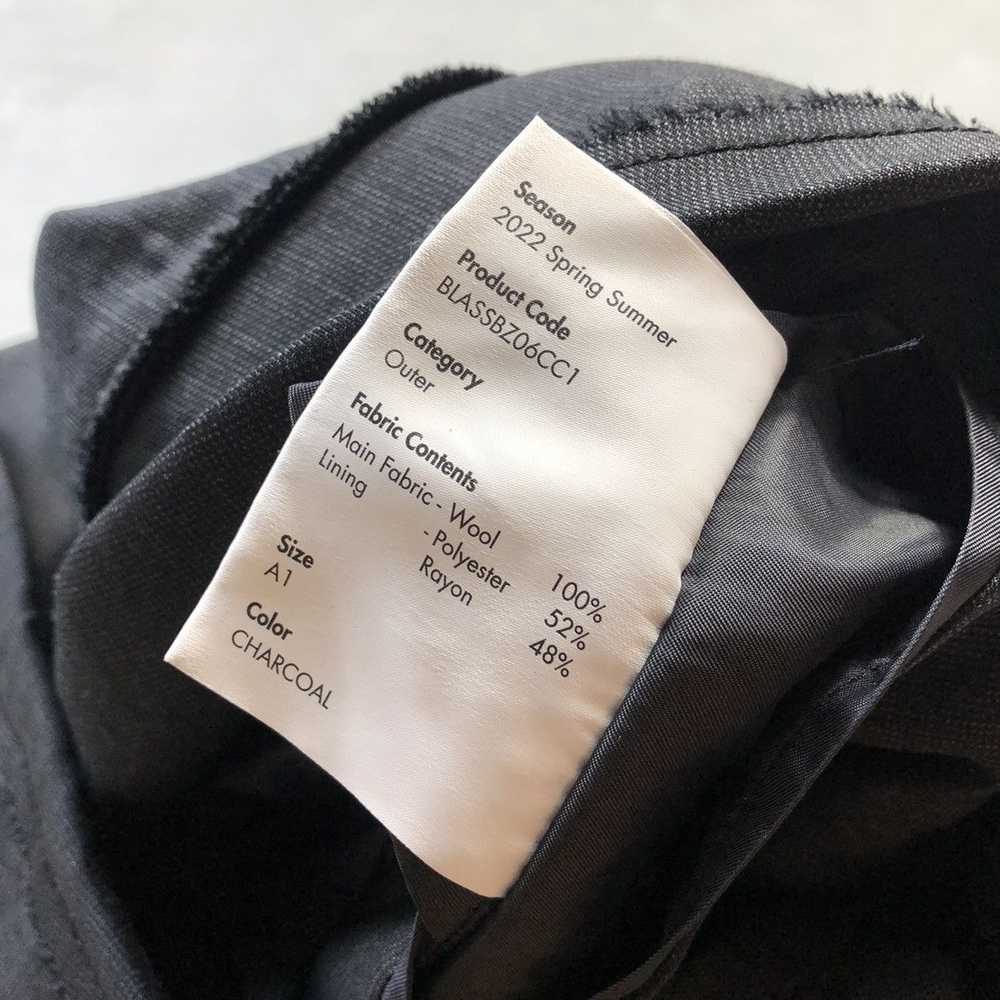 Season
2022 Spring Summer
Product Code
BLASSBZ06CC1
Category
Outer
Fabric Contents
Main Fabric - Wool 100%
Lining - Polyester 52%
Rayon 48%
Size
A1
Color
CHARCOAL